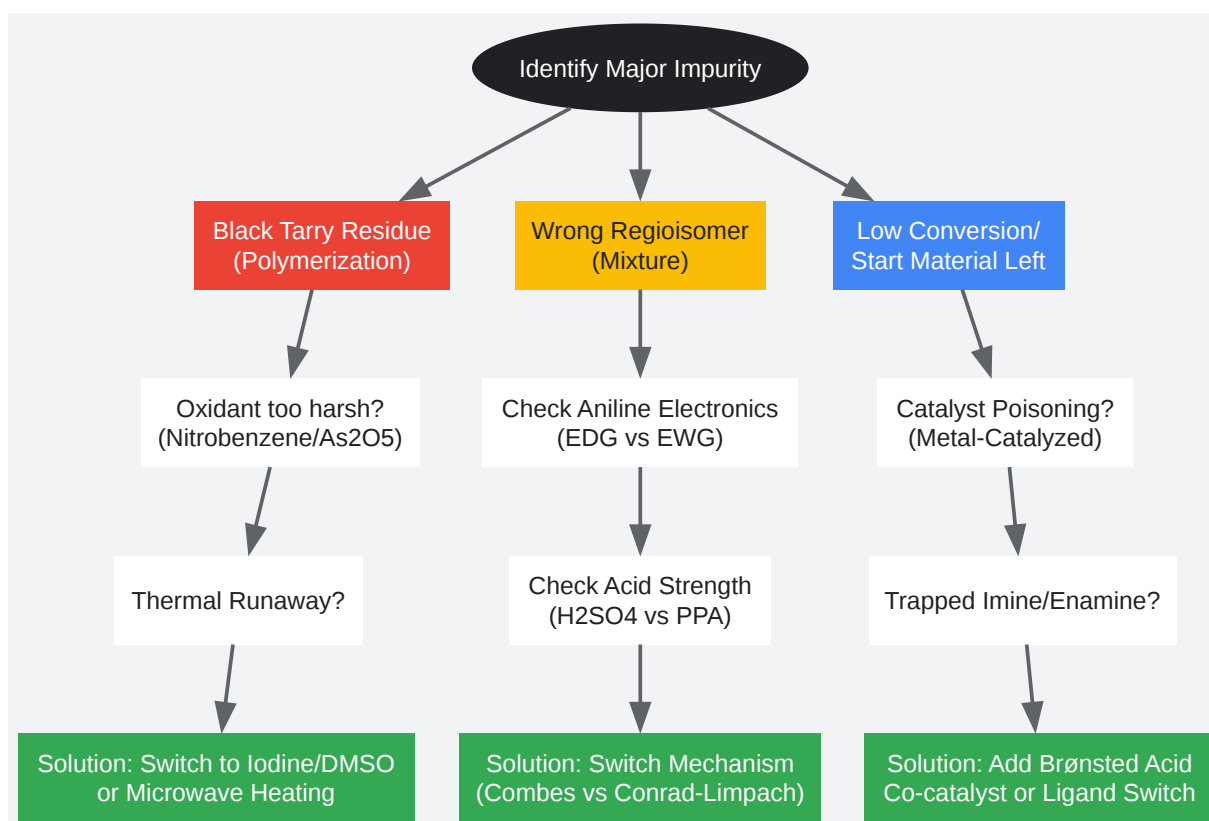 Identify Major Impurity
Black Tarry Residue
(Polymerization)
Wrong Regioisomer
(Mixture)
Low Conversion/
Start Material Left
Oxidant too harsh?
(Nitrobenzene/As2O5)
Check Aniline Electronics
(EDG vs EWG)
Catalyst Poisoning?
(Metal-Catalyzed)
Thermal Runaway?
Check Acid Strength
(H2SO4 vs PPA)
Trapped Imine/Enamine?
Solution: Switch to Iodine/DMSO
or Microwave Heating
Solution: Switch Mechanism
(Combes vs Conrad-Limpach)
Solution: Add Brønsted Acid
Co-catalyst or Ligand Switch